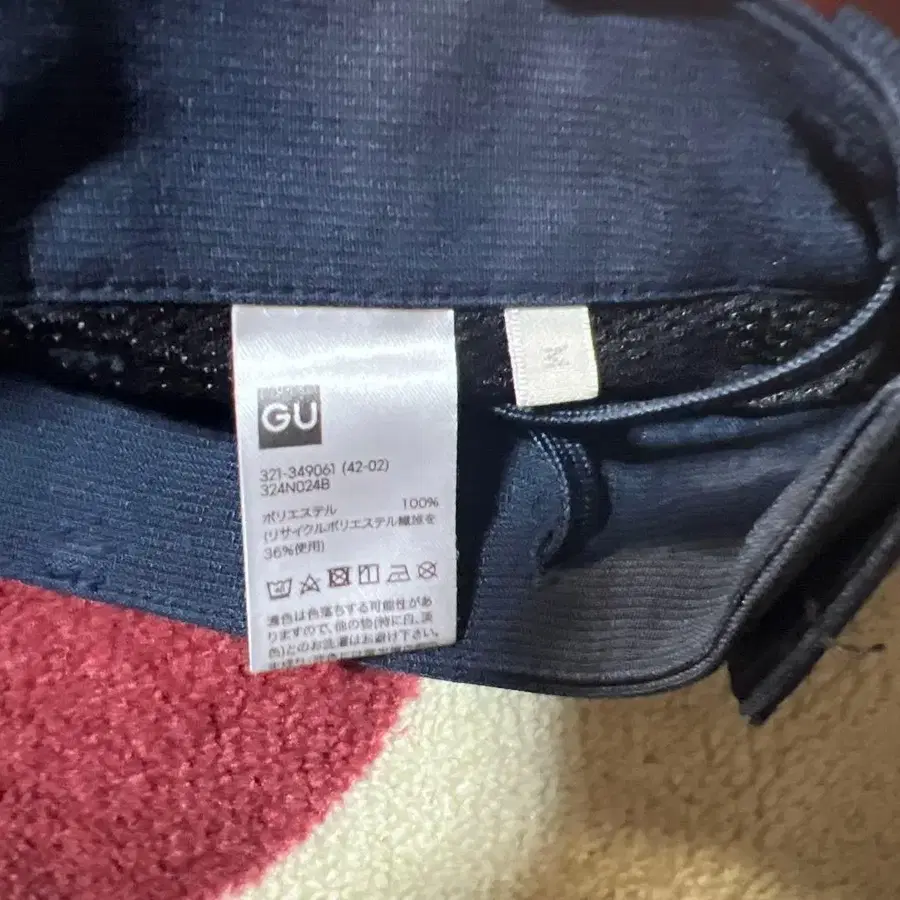 GU
321-349061 (42-02)
324N024B
ポリエステル 100%
(リサイクルポリエステル繊維を
36%使用)
濃色は色落ちする可能性があ
りますので、他の物(特に白、淡
色)とのお洗濯はお避け下さい。
M